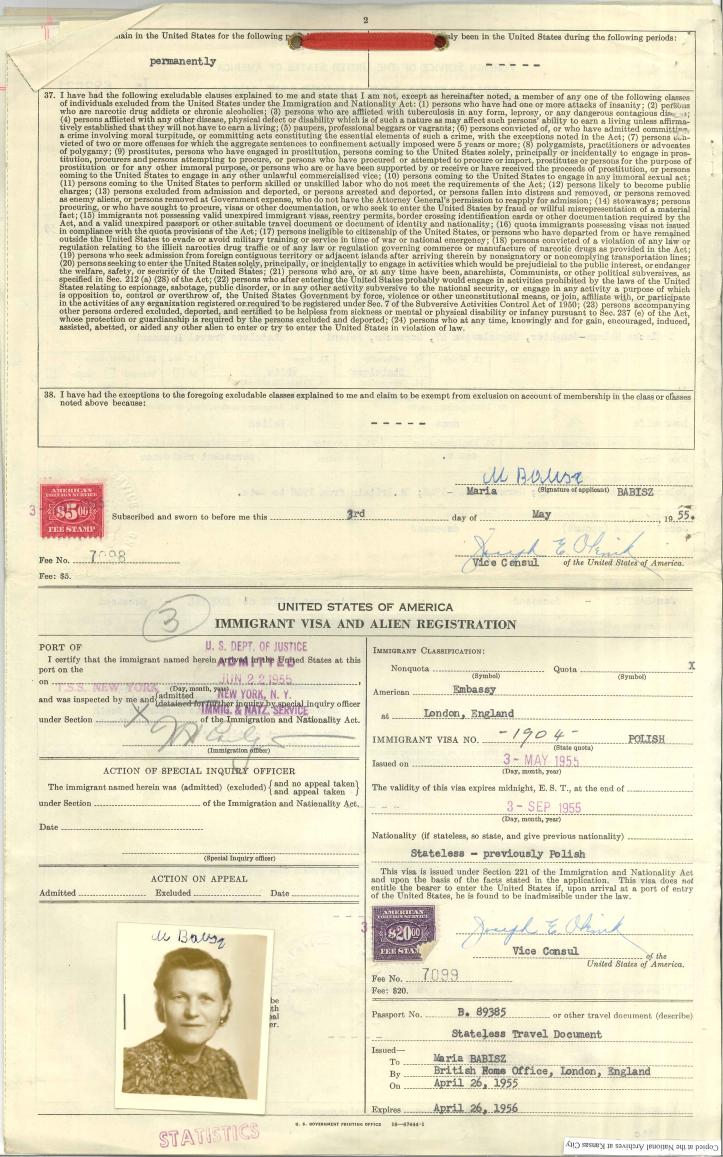 2
main in the United States for the following
ly been in the United States during the following periods:
permanently
- - - - -
37. I have had the following excludable clauses explained to me and state that I am not, except as hereinafter noted, a member of any one of the following classes
of individuals excluded from the United States under the Immigration and Nationality Act: (1) persons who have had one or more attacks of insanity; (2) persons
who are narcotic drug addicts or chronic alcoholics; (3) persons who are afflicted with tuberculosis in any form, leprosy, or any dangerous contagious
(4) persons afflicted with any other disease, physical defect or disability which is of such a nature as may affect such persons' ability to earn a living unless affirma-
tively established that they will not have to earn a living; (5) paupers, professional beggars or vagrants; (6) persons convicted of, or who have admitted committing,
a crime involving moral turpitude, or committing acts constituting the essential elements of such a crime, with the exceptions noted in the Act; (7) persons con-
victed of two or more offenses for which the aggregate sentences to confinement actually imposed were 5 years or more; (8) polygamists, practitioners or advocates
of polygamy; (9) prostitutes, persons who have engaged in prostitution, persons coming to the United States solely, principally or incidentally to engage in pros-
titution, procurers and persons attempting to procure, or persons who have procured or attempted to procure or import, prostitutes or persons for the purpose of
prostitution or for any other immoral purpose, or persons who are or have been supported by or receive or have received the proceeds of prostitution, or persons
coming to the United States to engage in any other unlawful commercialized vice; (10) persons coming to the United States to engage in any immoral sexual act;
(11) persons coming to the United States to perform skilled or unskilled labor who do not meet the requirements of the Act; (12) persons likely to become public
charges; (13) persons excluded from admission and deported, or persons arrested and deported, or persons fallen into distress and removed, or persons removed
as enemy aliens, or persons removed at Government expense, who do not have the Attorney General's permission to reapply for admission; (14) stowaways; persons
procuring, or who have sought to procure, visas or other documentation, or who seek to enter the United States by fraud or wilful misrepresentation of a material
fact; (15) immigrants not possessing valid unexpired immigrant visas, reentry permits, border crossing identification cards or other documentation required by the
Act, and a valid unexpired passport or other suitable travel document or document of identity and nationality; (16) quota immigrants possessing visas not issued
in compliance with the quota provisions of the Act; (17) persons ineligible to citizenship of the United States, or persons who have departed from or have remained
outside the United States to evade or avoid military training or service in time of war or national emergency; (18) persons convicted of a violation of any law or
regulation relating to the illicit narcotics drug traffic or of any law or regulation governing commerce or manufacture of narcotic drugs as provided in the Act;
(19) persons who seek admission from foreign contiguous territory or adjacent islands after arriving therein by nonsignatory or noncomplying transportation lines;
(20) persons seeking to enter the United States solely, principally, or incidentally to engage in activities which would be prejudicial to the public interest, or endanger
the welfare, safety, or security of the United States; (21) persons who are, or at any time have been, anarchists, Communists, or other political subversives, as
specified in Sec. 212 (a) (28) of the Act; (22) persons who after entering the United States probably would engage in activities prohibited by the laws of the United
States relating to espionage, sabotage, public disorder, or in any other activity subversive to the national security, or engage in any activity a purpose of which
is opposition to, control or overthrow of, the United States Government by force, violence or other unconstitutional means, or join, affiliate with, or participate
in the activities of any organization registered or required to be registered under Sec. 7 of the Subversive Activities Control Act of 1950; (23) persons accompanying
other persons ordered excluded, deported, and certified to be helpless from sickness or mental or physical disability or infancy pursuant to Sec. 237 (e) of the Act,
whose protection or guardianship is required by the persons excluded and deported; (24) persons who at any time, knowingly and for gain, encouraged, induced,
assisted, abetted, or aided any other alien to enter or try to enter the United States in violation of law.
38. I have had the exceptions to the foregoing excludable classes explained to me and claim to be exempt from exclusion on account of membership in the class or classes
noted above because:
- - - - -
M Babisz
Maria (Signature of applicant) BABISZ
AMERICAN
FOREIGN SERVICE
$5.00
FEE STAMP
Subscribed and sworn to before me this 3rd day of May, 1955.
Fee No. 7098
Joseph E. Olenik
Vice Consul of the United States of America.
Fee: $5.
UNITED STATES OF AMERICA
IMMIGRANT VISA AND ALIEN REGISTRATION
3
PORT OF
U. S. DEPT. OF JUSTICE
I certify that the immigrant named herein arrived in the United States at this
port on the
ADMITTED
on JUN 22 1955
T.S.S. NEW YORK (Day, month, year)
and was inspected by me and {admitted
{detained for further inquiry by special inquiry officer
NEW YORK, N. Y.
IMMIG. & NATZ. SERVICE
under Section X of the Immigration and Nationality Act.
(Immigration officer)
ACTION OF SPECIAL INQUIRY OFFICER
The immigrant named herein was (admitted) (excluded) {and no appeal taken}
{and appeal taken}
under Section of the Immigration and Nationality Act.
Date
(Special Inquiry officer)
ACTION ON APPEAL
Admitted Excluded Date
M Babisz
be
th
al
er.
IMMIGRANT CLASSIFICATION:
Nonquota Quota X
(Symbol) (Symbol)
American Embassy
at London, England
IMMIGRANT VISA NO. -1904- POLISH
(State quota)
Issued on 3-MAY 1955
(Day, month, year)
The validity of this visa expires midnight, E. S. T., at the end of
- - - 3-SEP 1955
(Day, month, year)
Nationality (if stateless, so state, and give previous nationality)
Stateless - previously Polish
This visa is issued under Section 221 of the Immigration and Nationality Act
and upon the basis of the facts stated in the application. This visa does not
entitle the bearer to enter the United States if, upon arrival at a port of entry
of the United States, he is found to be inadmissible under the law.
AMERICAN
FOREIGN SERVICE
$20.00
FEE STAMP
Joseph E. Olenik
Vice Consul of the
United States of America.
Fee No. 7099
Fee: $20.
Passport No. B. 89385 or other travel document (describe)
Stateless Travel Document
Issued—
To Maria BABISZ
By British Home Office, London, England
On April 26, 1955
Expires April 26, 1956
U. S. GOVERNMENT PRINTING OFFICE 16—67644-1
STATISTICS
Copied at the National Archives at Kansas City